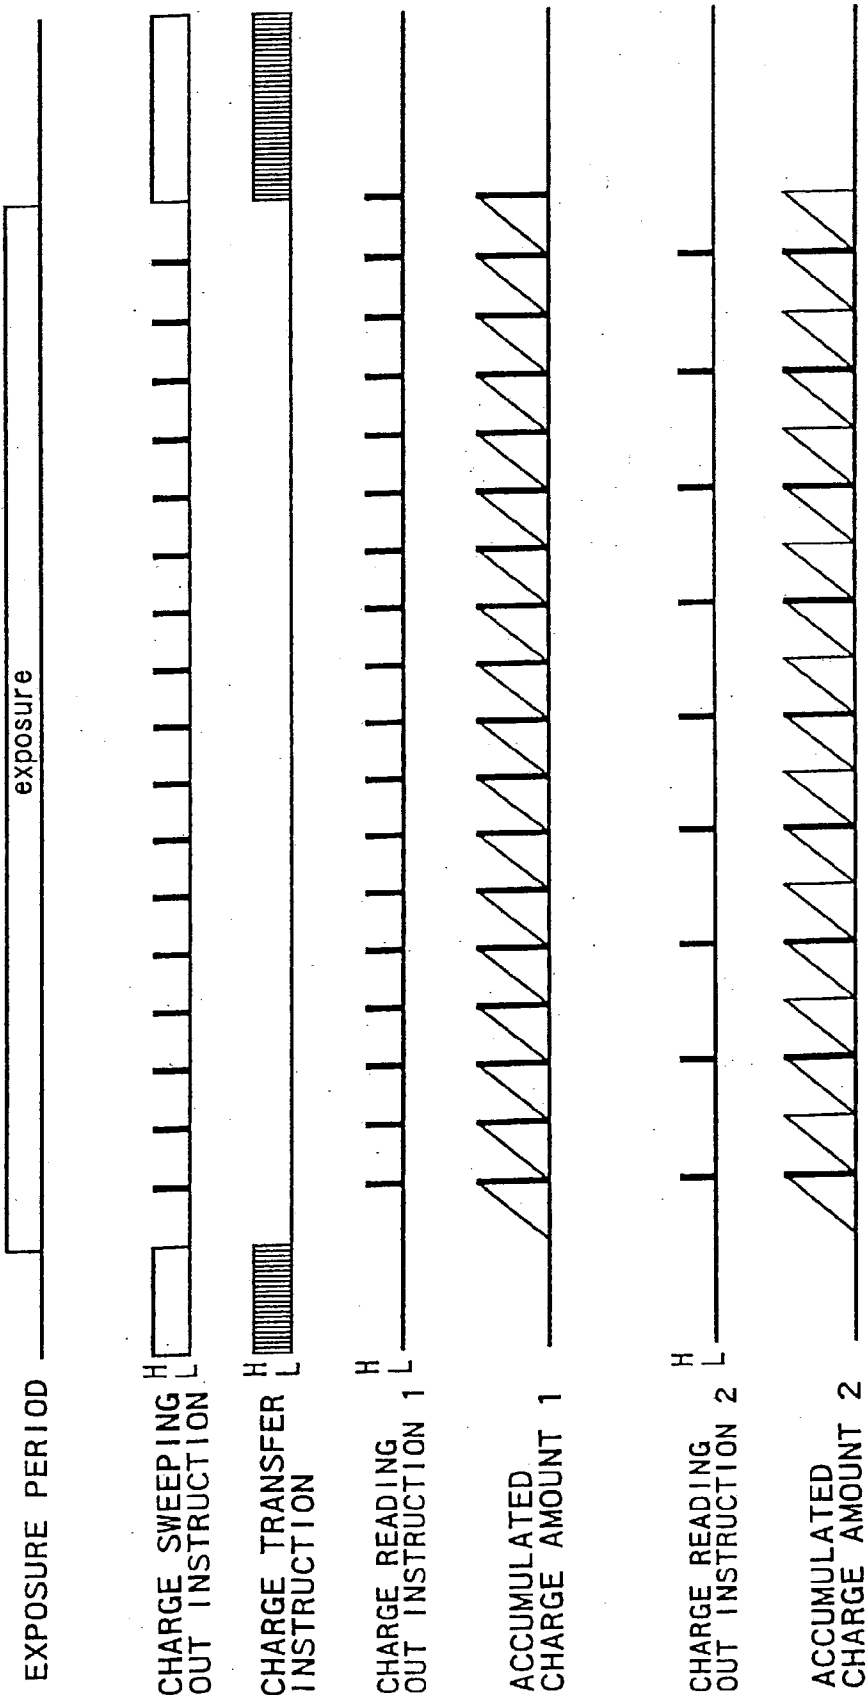 EXPOSURE PERIOD
exposure
CHARGE SWEEPING
OUT INSTRUCTION
H
L
CHARGE TRANSFER
INSTRUCTION
H
L
CHARGE READING
OUT INSTRUCTION 1
H
L
ACCUMULATED
CHARGE AMOUNT 1
CHARGE READING
OUT INSTRUCTION 2
H
L
ACCUMULATED
CHARGE AMOUNT 2